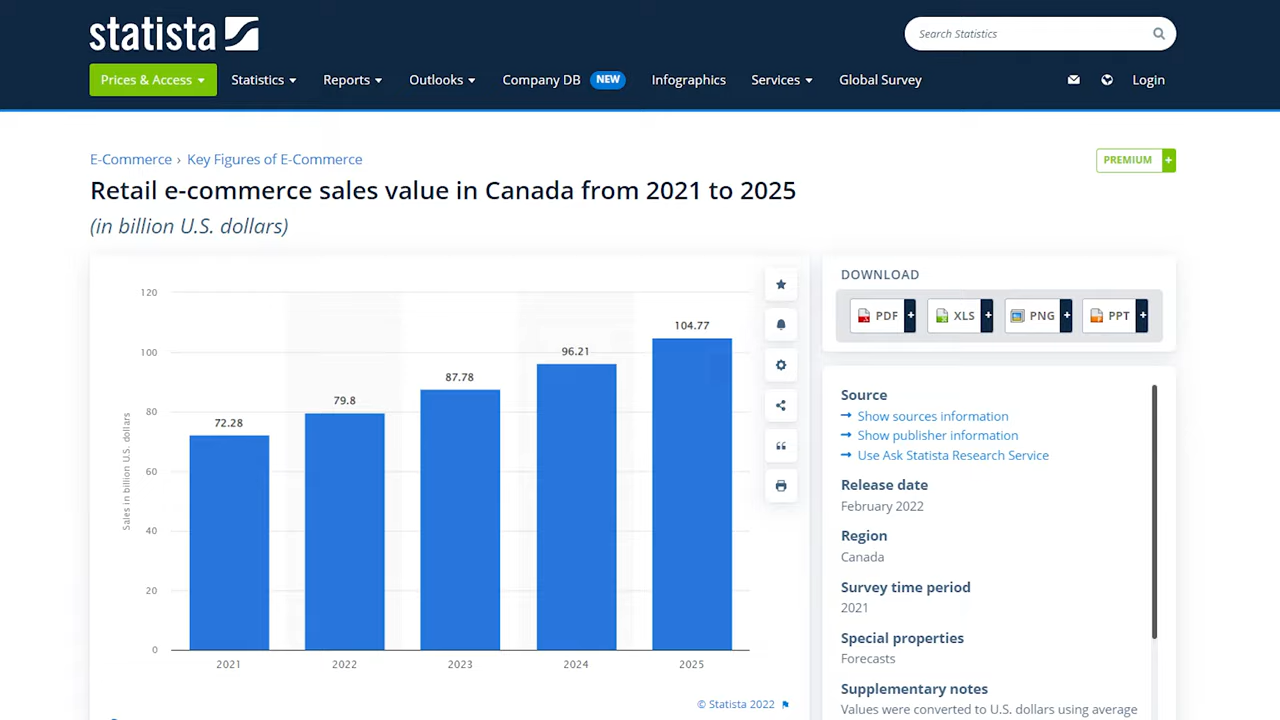 statista
Search Statistics
Prices & Access Statistics Reports Outlooks Company DB NEW Infographics Services Global Survey Login
E-Commerce › Key Figures of E-Commerce
PREMIUM +
Retail e-commerce sales value in Canada from 2021 to 2025
(in billion U.S. dollars)
120
100
80
60
40
20
0
Sales in billion U.S. dollars
72.28
79.8
87.78
96.21
104.77
2021 2022 2023 2024 2025
© Statista 2022
DOWNLOAD
PDF + XLS + PNG + PPT +
Source
Show sources information
Show publisher information
Use Ask Statista Research Service
Release date
February 2022
Region
Canada
Survey time period
2021
Special properties
Forecasts
Supplementary notes
Values were converted to U.S. dollars using average